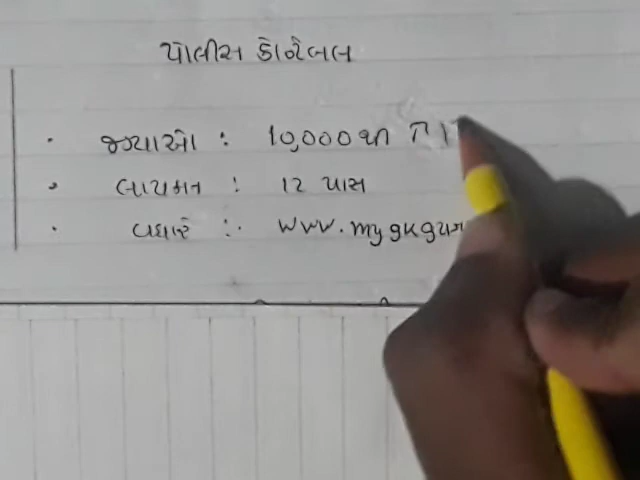 પોલીસ કોન્સ્ટેબલ
જગ્યાઓ : 10,000થી
લાયકાત : 12 પાસ
વધારે : www.mygkguj